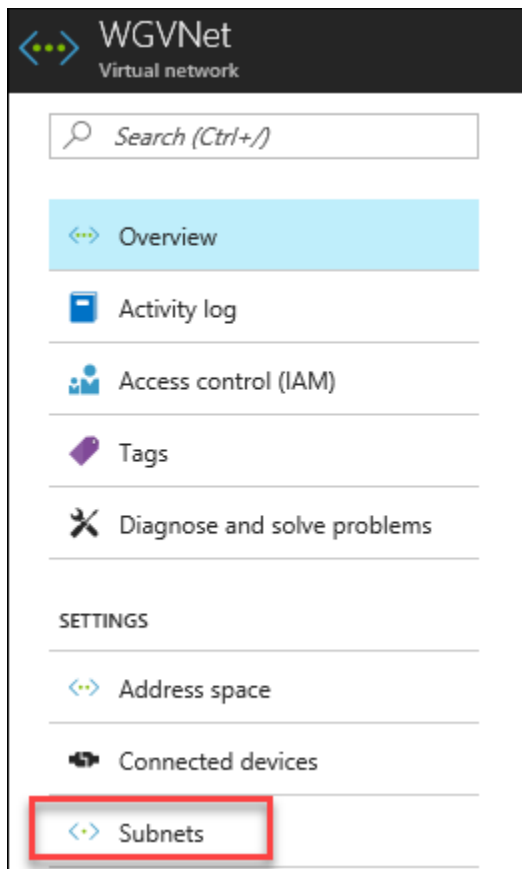 WGVNet
Virtual network
Search (Ctrl+/)
Overview
Activity log
Access control (IAM)
Tags
Diagnose and solve problems
SETTINGS
Address space
Connected devices
Subnets